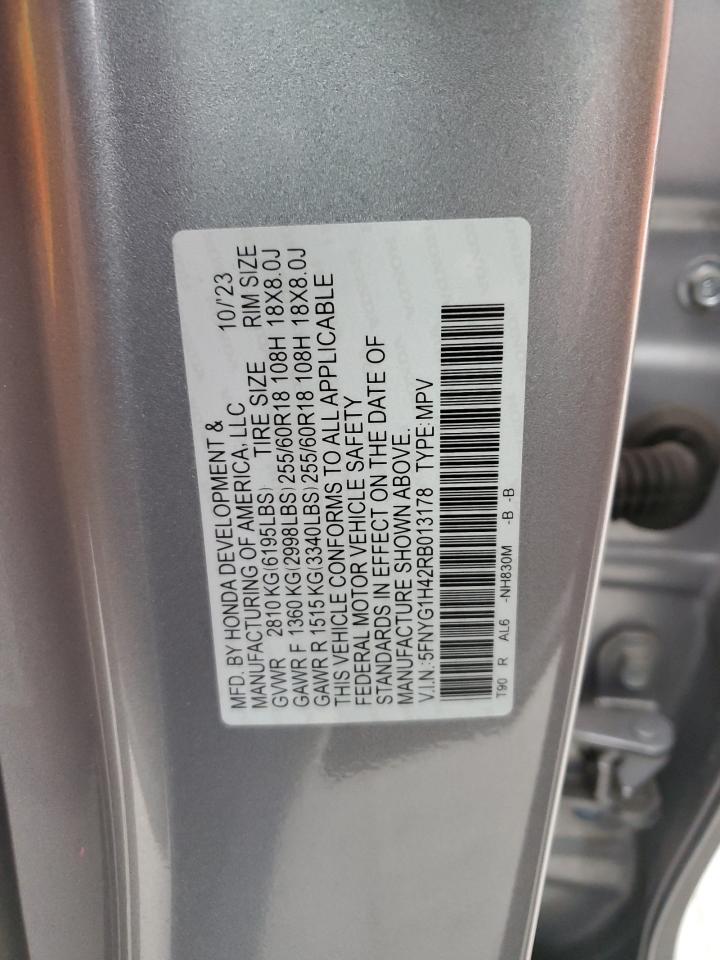 MFD. BY HONDA DEVELOPMENT & 10/'23
MANUFACTURING OF AMERICA, LLC TIRE SIZE RIM SIZE
GVWR 2810 KG(6195LBS)
GAWR F 1360 KG(2998LBS) 255/60R18 108H 18X8.0J
GAWR R 1515 KG(3340LBS) 255/60R18 108H 18X8.0J
THIS VEHICLE CONFORMS TO ALL APPLICABLE
FEDERAL MOTOR VEHICLE SAFETY
STANDARDS IN EFFECT ON THE DATE OF
MANUFACTURE SHOWN ABOVE.
V.I.N.:5FNYG1H42RB013178 TYPE:MPV
T90 R AL6 -NH830M -B -B